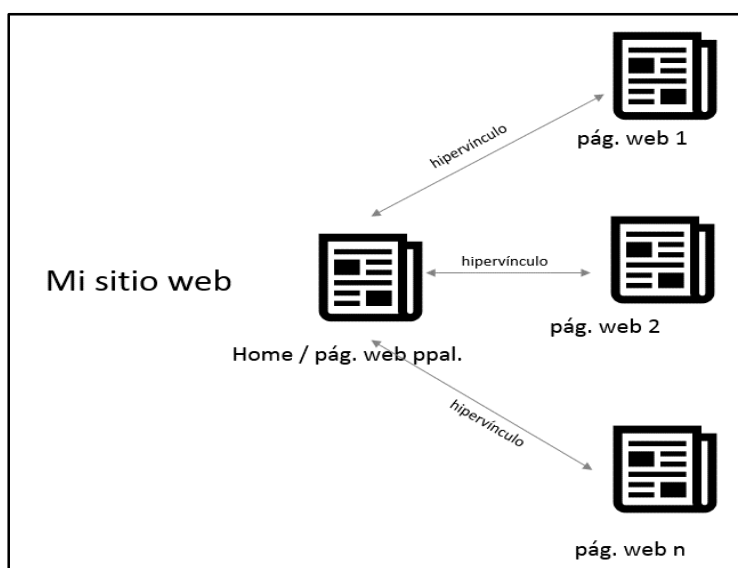 hipervínculo
pág. web 1
Mi sitio web
hipervínculo
pág. web 2
Home / pág. web ppal.
hipervínculo
pág. web n